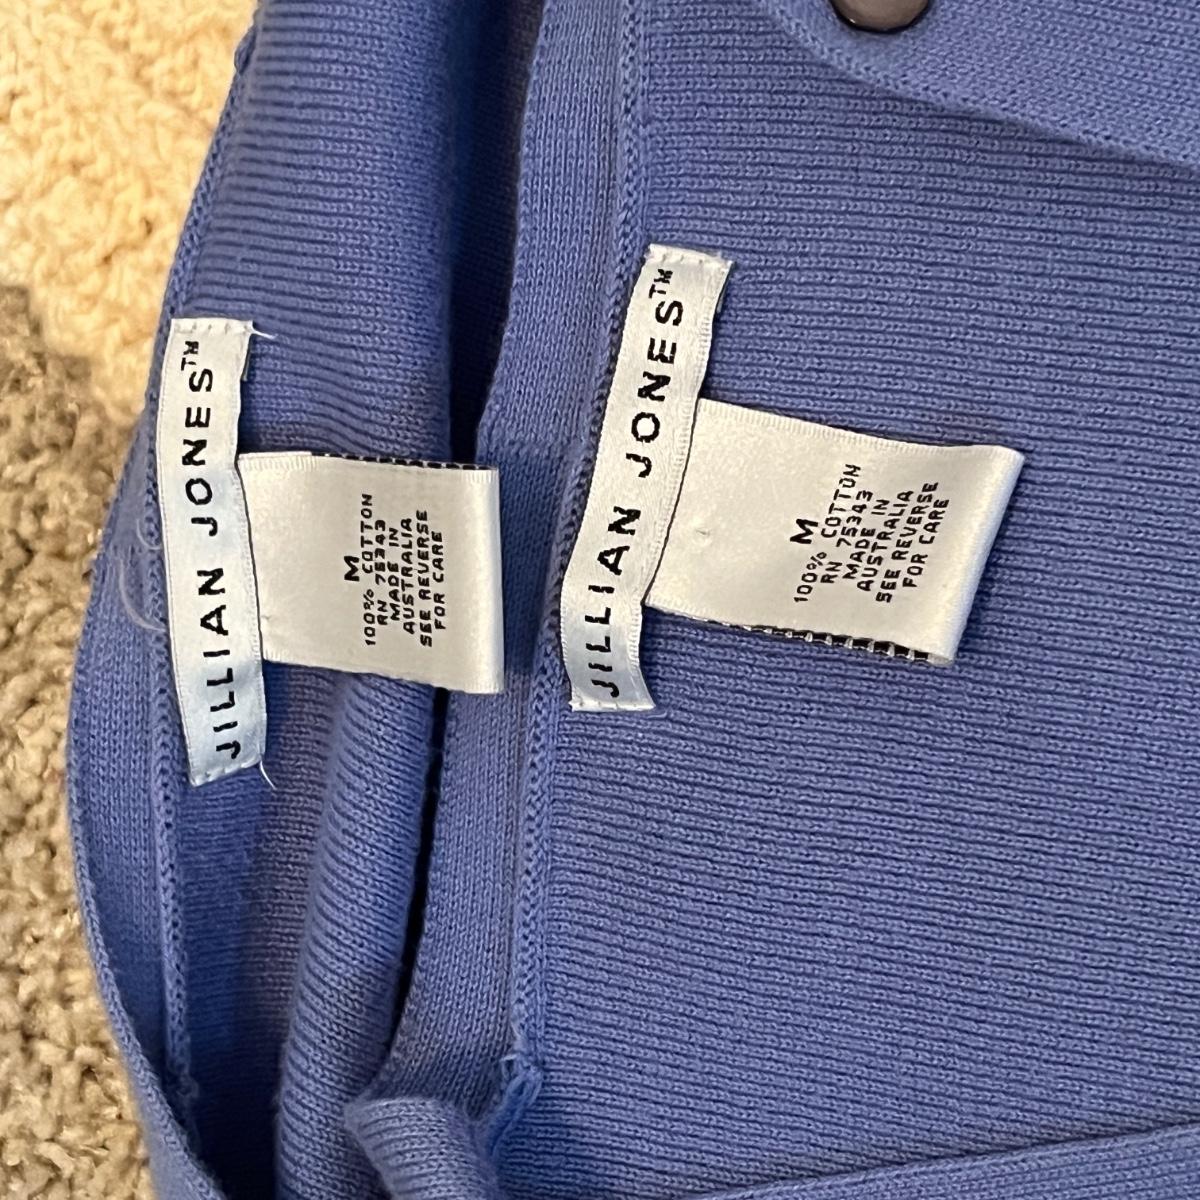 JILLIAN JONES™
M
100% COTTON
RN 75343
MADE IN
AUSTRALIA
SEE REVERSE
FOR CARE
JILLIAN JONES™
M
100% COTTON
RN 75343
MADE IN
AUSTRALIA
SEE REVERSE
FOR CARE